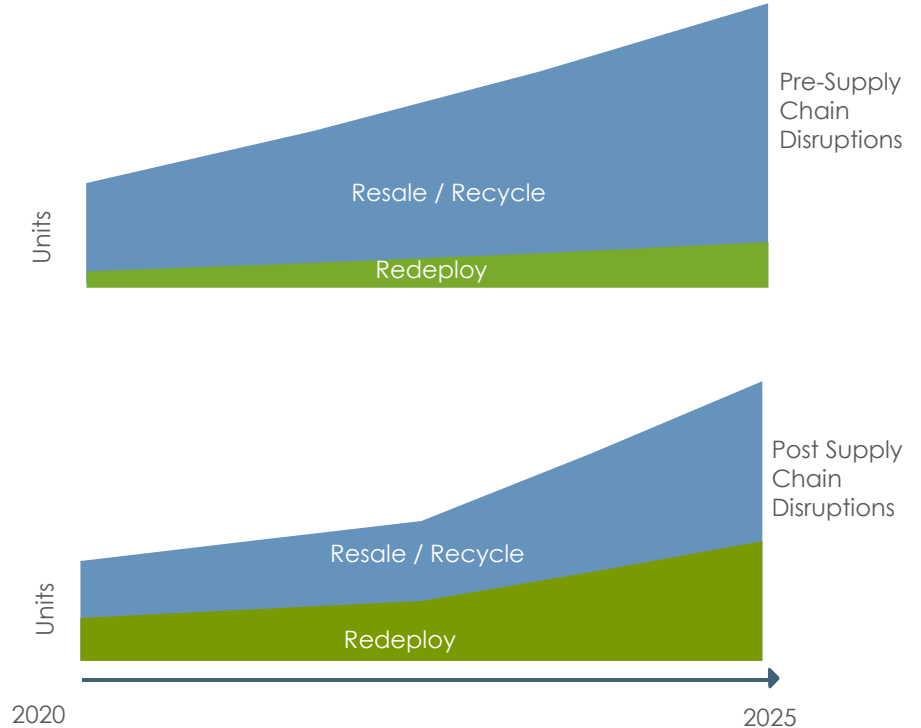 Pre-Supply
Chain
Disruptions
Resale / Recycle
Units
Redeploy
Post Supply
Chain
Disruptions
Resale / Recycle
Units
Redeploy
2020
2025